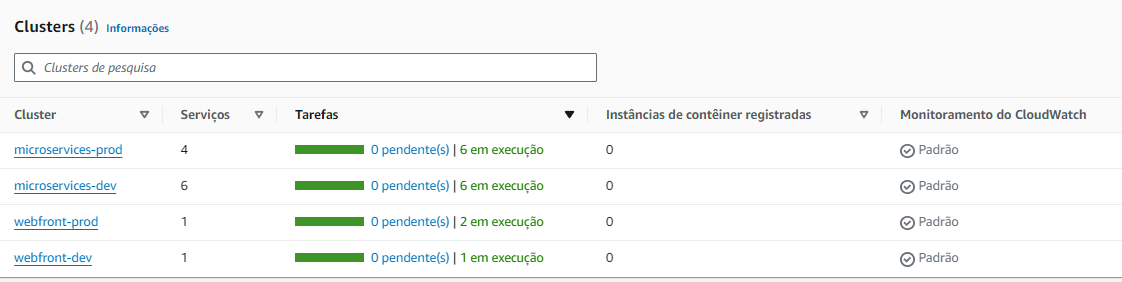 Clusters (4) Informações
Clusters de pesquisa
Cluster Serviços Tarefas Instâncias de contêiner registradas Monitoramento do CloudWatch
microservices-prod 4 0 pendente(s) | 6 em execução 0 Padrão
microservices-dev 6 0 pendente(s) | 6 em execução 0 Padrão
webfront-prod 1 0 pendente(s) | 2 em execução 0 Padrão
webfront-dev 1 0 pendente(s) | 1 em execução 0 Padrão